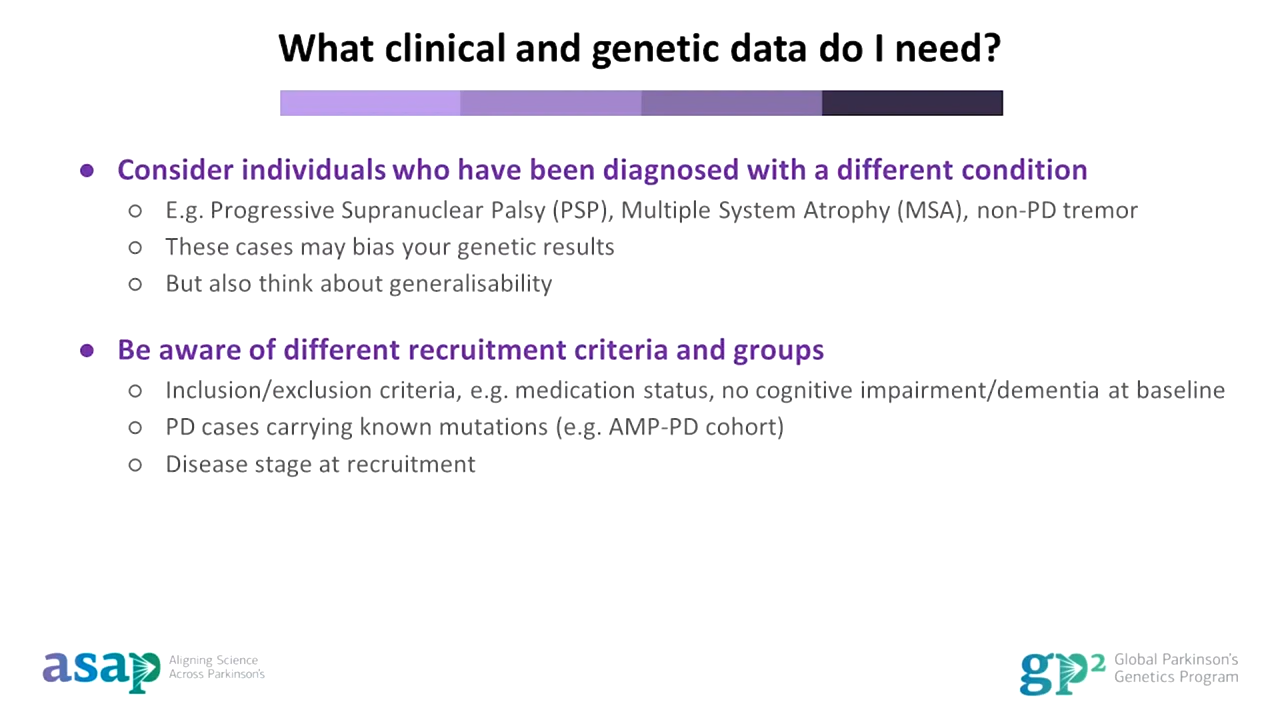 What clinical and genetic data do I need?
● Consider individuals who have been diagnosed with a different condition
○ E.g. Progressive Supranuclear Palsy (PSP), Multiple System Atrophy (MSA), non-PD tremor
○ These cases may bias your genetic results
○ But also think about generalisability
● Be aware of different recruitment criteria and groups
○ Inclusion/exclusion criteria, e.g. medication status, no cognitive impairment/dementia at baseline
○ PD cases carrying known mutations (e.g. AMP-PD cohort)
○ Disease stage at recruitment
asap
Aligning Science
Across Parkinson's
gp2
Global Parkinson's
Genetics Program